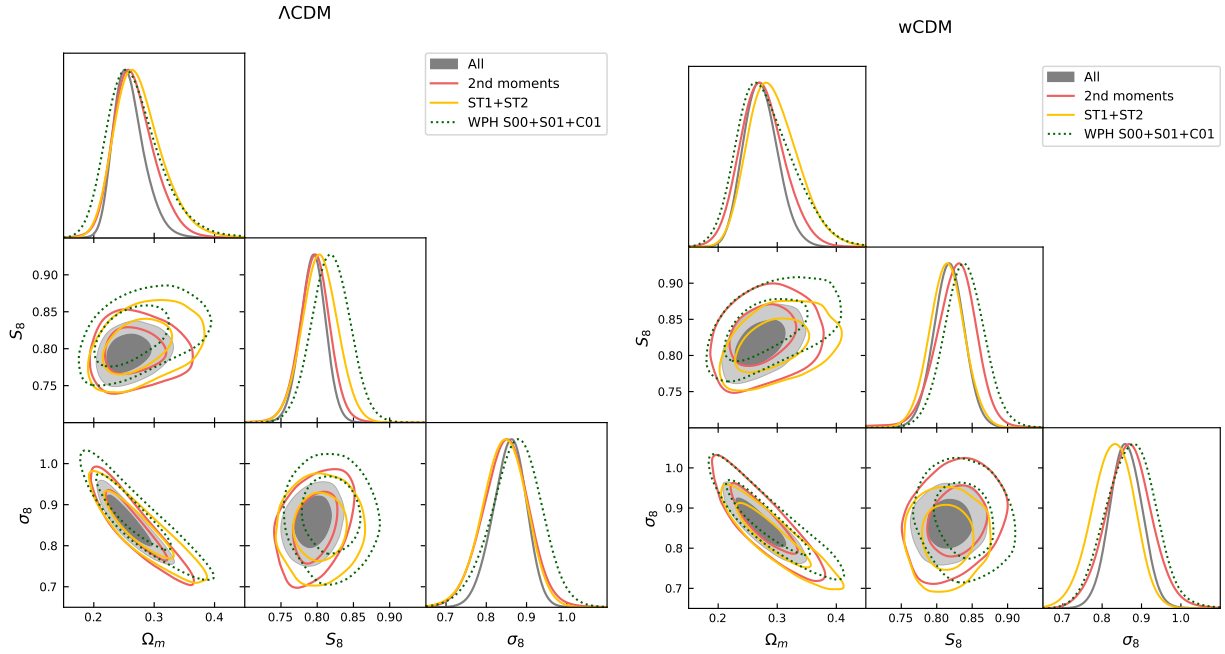 ΛCDM
All
2nd moments
ST1+ST2
WPH S00+S01+C01
0.90
0.85
0.80
0.75
S8
1.0
0.9
0.8
0.7
σ8
0.2 0.3 0.4
Ωm
0.75 0.80 0.85 0.90
S8
0.7 0.8 0.9 1.0
σ8
wCDM
All
2nd moments
ST1+ST2
WPH S00+S01+C01
0.90
0.85
0.80
0.75
S8
1.0
0.9
0.8
0.7
σ8
0.2 0.3 0.4
Ωm
0.75 0.80 0.85 0.90
S8
0.7 0.8 0.9 1.0
σ8